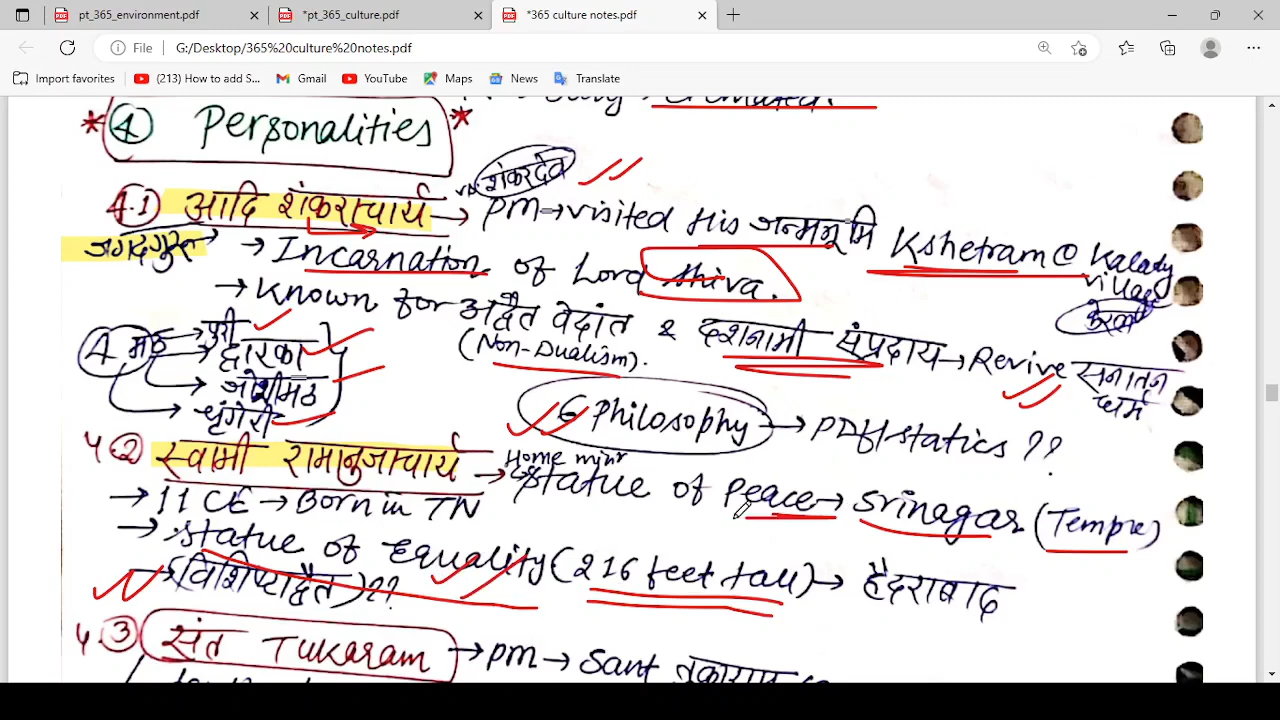 pt_365_environment.pdf
*pt_365_culture.pdf
*365 culture notes.pdf
File G:/Desktop/365%20culture%20notes.pdf
Import favorites (213) How to add S... Gmail YouTube Maps News Translate
* 4 Personalities *
शंकरदेव
4.1 आदि शंकराचार्य → PM → visited His जन्मभूमि Kshetram @ Kalady village
जगदगुरु → Incarnation of Lord shiva.
→ Known for अद्वैत वेदांत & दशनामी संप्रदाय → Revive सनातन धर्म
(Non-Dualism).
4 मठ → पुरी
→ द्वारका
→ जोशीमठ
→ श्रृंगेरी
6 Philosophy → PDF/statics ??
4.2 स्वामी रामानुजाचार्य → Statue of Peace → Srinagar (Temple)
Home minr
→ 11 CE → Born in TN
→ Statue of Equality (216 feet tall) → हैदराबाद
→ (विशिष्टाद्वैत) ??
4.3 संत Tukaram → PM → Sant तुकाराम